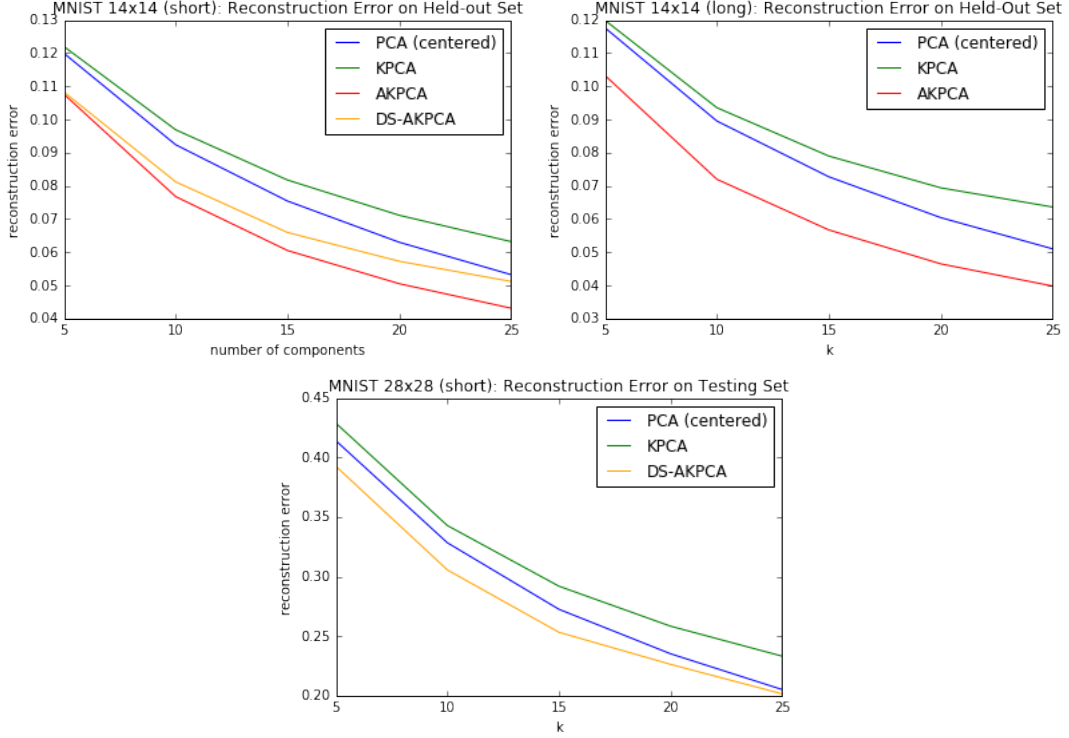 MNIST 14x14 (short): Reconstruction Error on Held-out Set
0.13
0.12
0.11
0.10
0.09
0.08
0.07
0.06
0.05
0.04
reconstruction error
PCA (centered)
KPCA
AKPCA
DS-AKPCA
5 10 15 20 25
number of components
MNIST 14x14 (long): Reconstruction Error on Held-Out Set
0.12
0.11
0.10
0.09
0.08
0.07
0.06
0.05
0.04
0.03
reconstruction error
PCA (centered)
KPCA
AKPCA
5 10 15 20 25
k
MNIST 28x28 (short): Reconstruction Error on Testing Set
0.45
0.40
0.35
0.30
0.25
0.20
reconstruction error
PCA (centered)
KPCA
DS-AKPCA
5 10 15 20 25
k